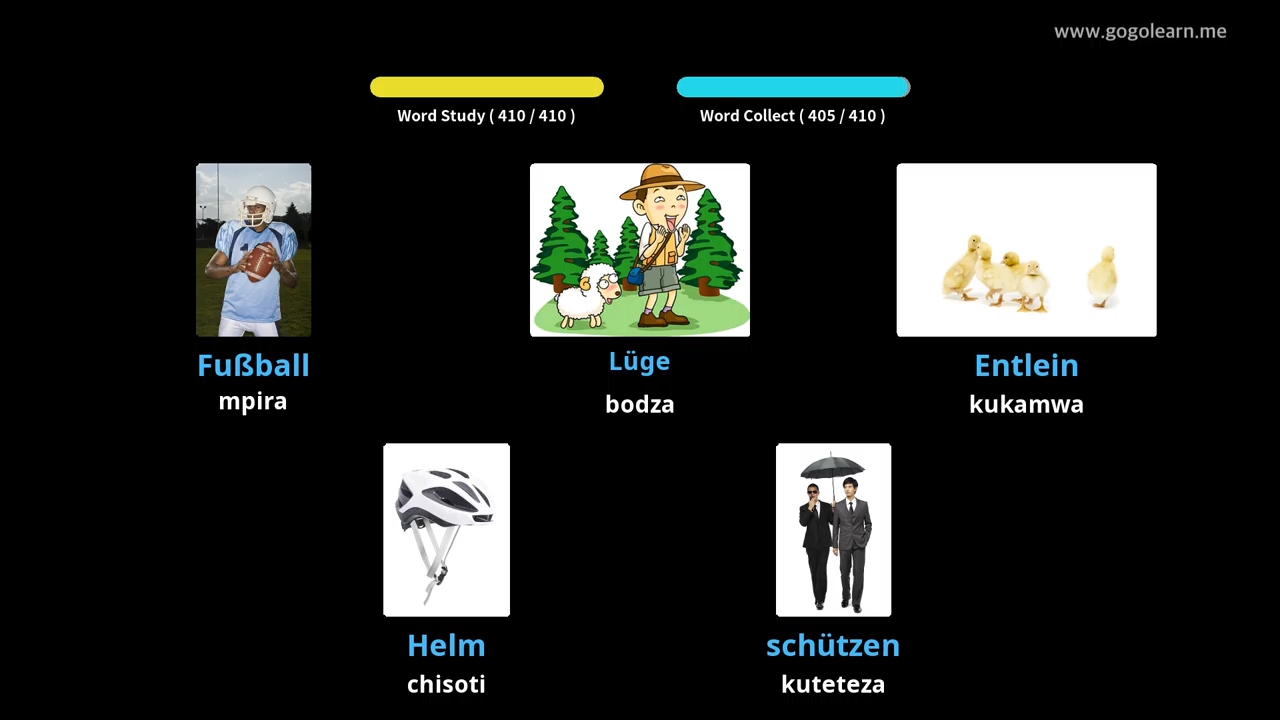 www.gogolearn.me
Word Study ( 410 / 410 )
Word Collect ( 405 / 410 )
Fußball
mpira
Lüge
bodza
Entlein
kukamwa
Helm
chisoti
schützen
kuteteza